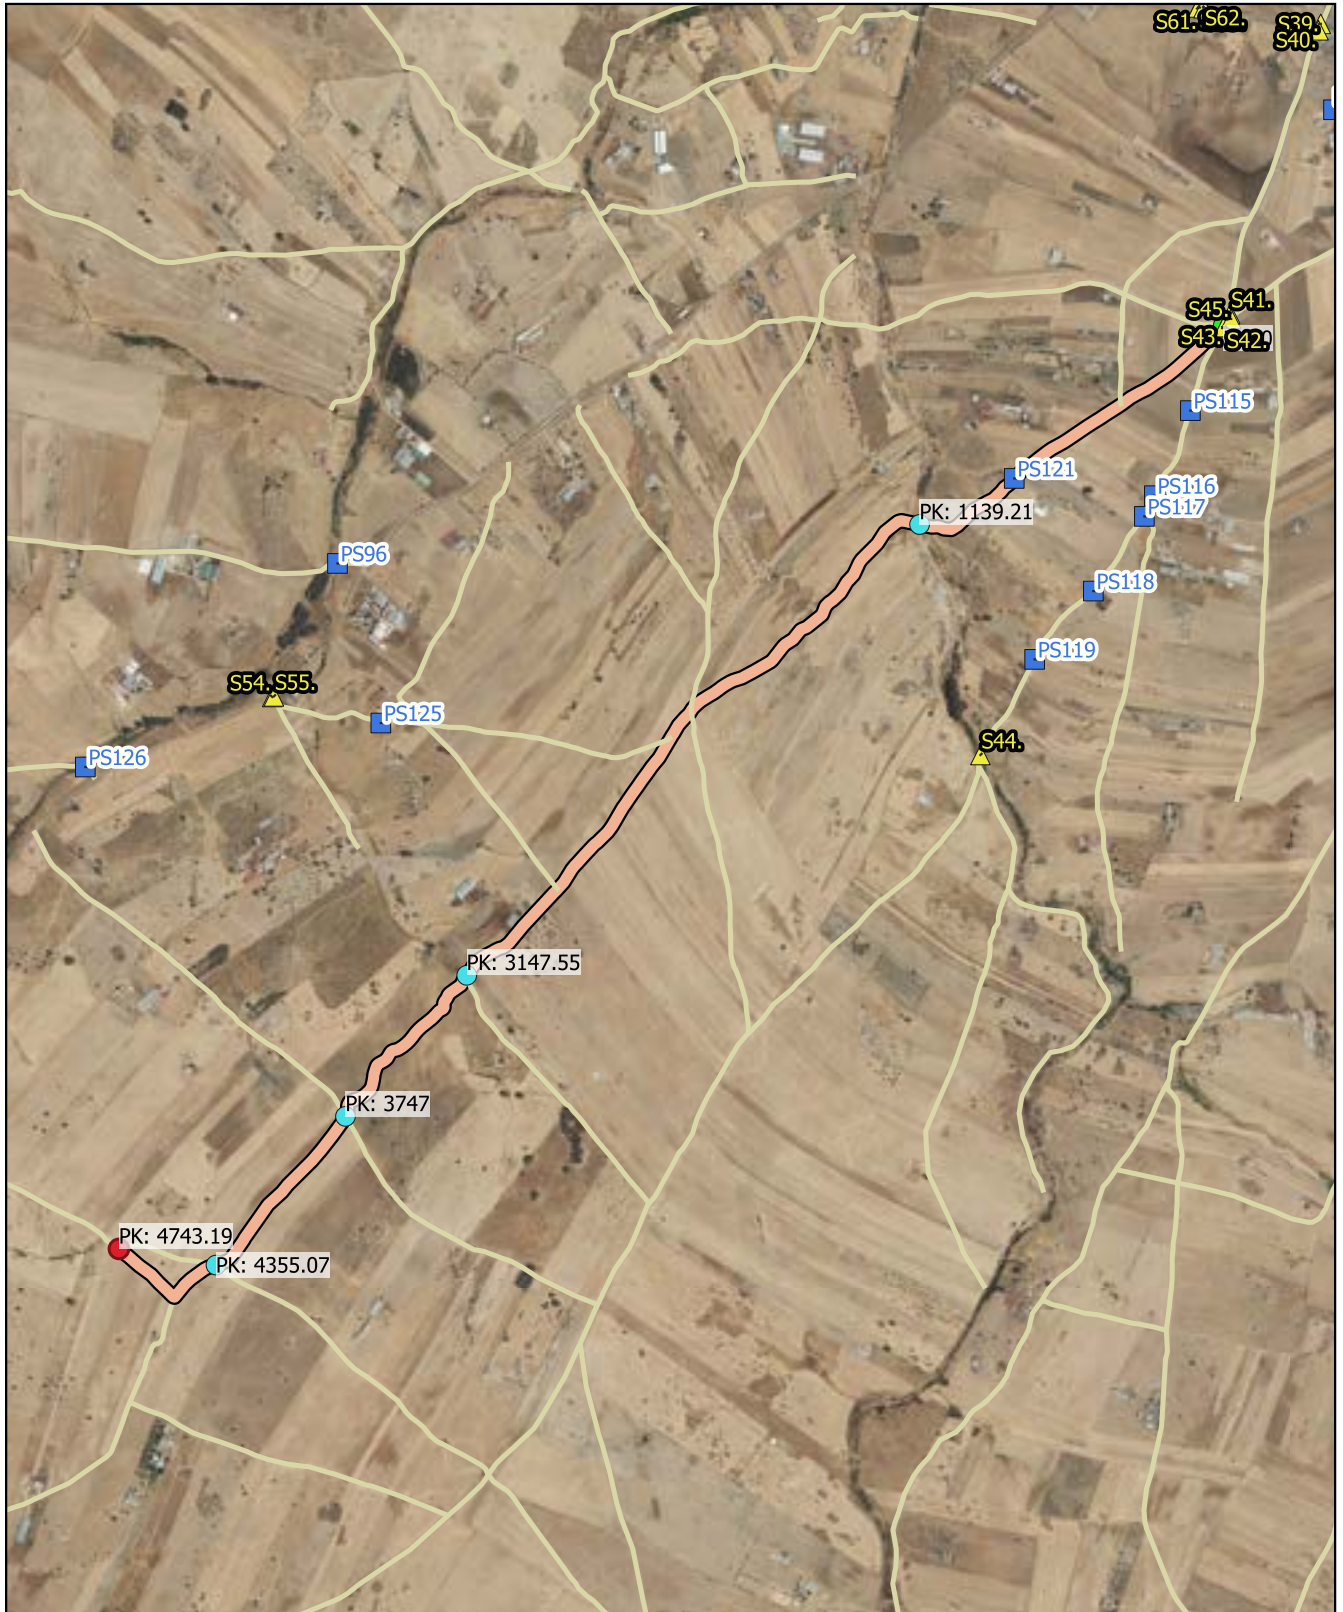 S61.
S62.
S39.
S40.
S41.
S45.
S43.
S42.
PS115
PS121
PS116
PS117
PK: 1139.21
PS96
PS118
PS119
S54.
S55.
PS125
S44.
PS126
PK: 3147.55
PK: 3747
PK: 4743.19
PK: 4355.07